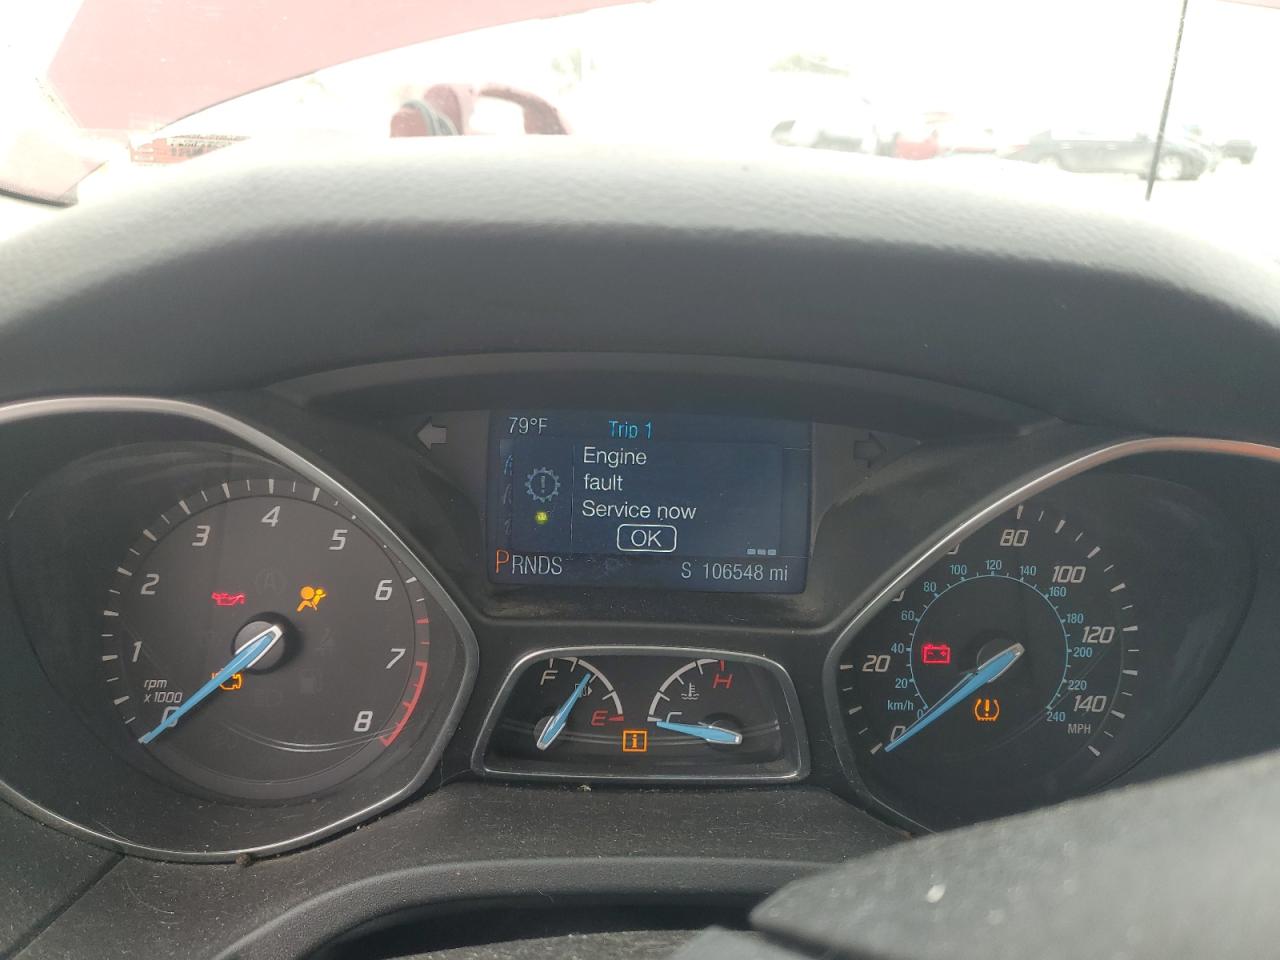 79°F Trip 1
Engine
fault
Service now
OK
PRNDS S 106548 mi
0 1 2 3 4 5 6 7 8
rpm
x 1000
F E
C H
i
0 20 80 100 120 140
MPH
0 20 40 60 80 100 120 140 160 180 200 220 240
km/h